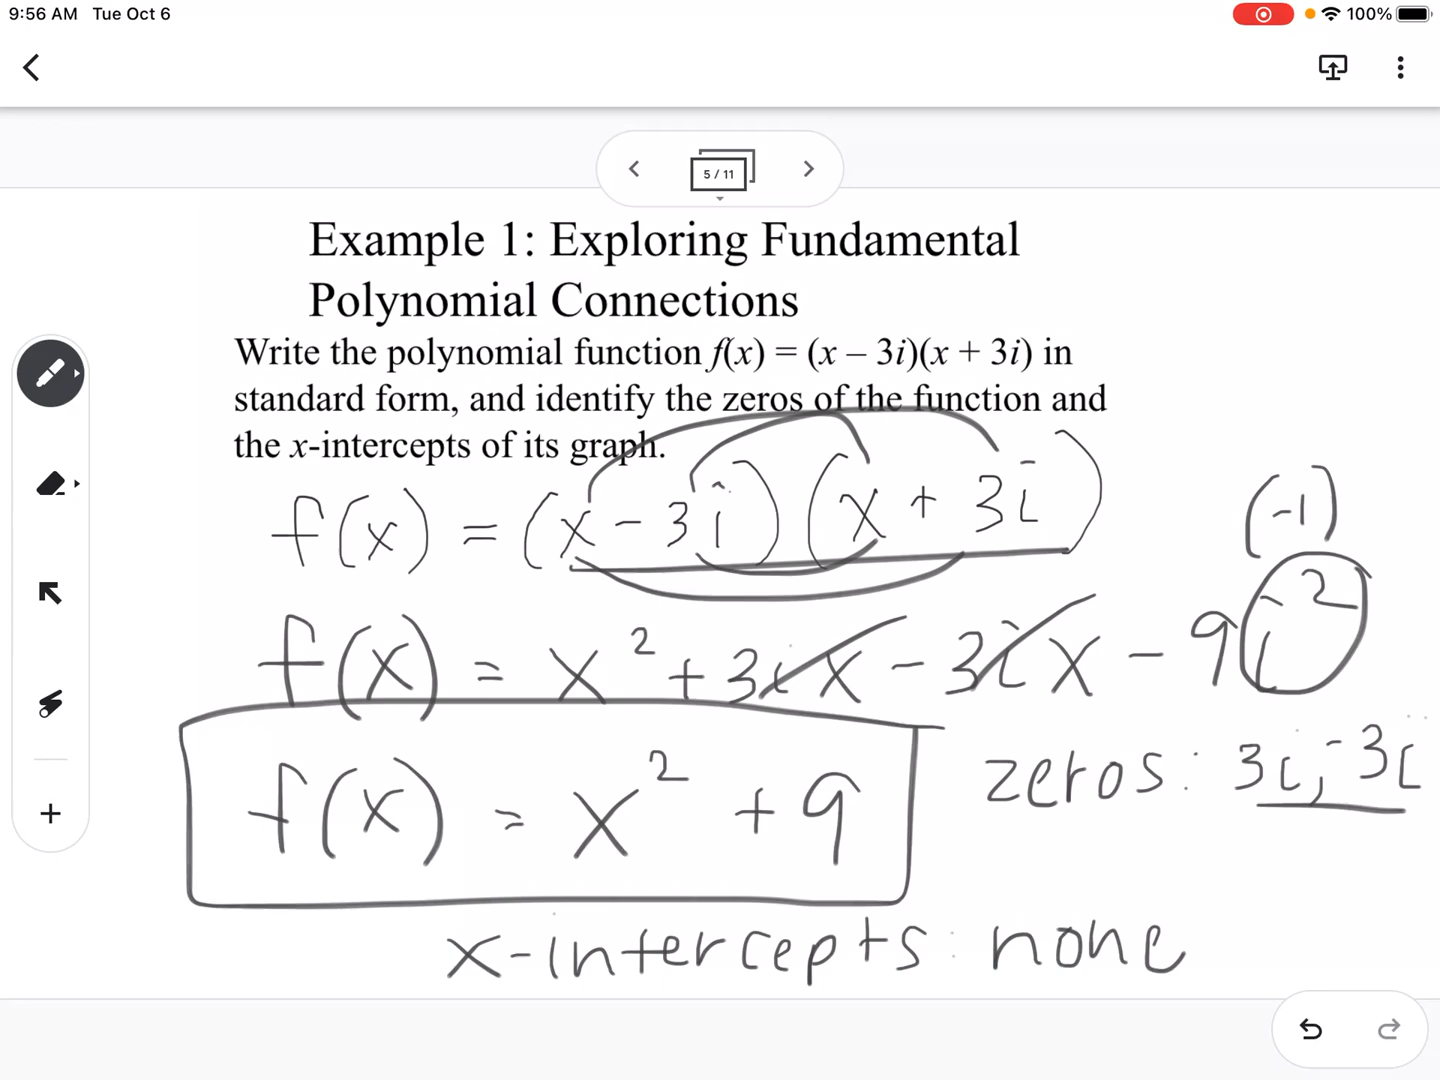 9:56 AM Tue Oct 6
100%
5 / 11
Example 1: Exploring Fundamental
Polynomial Connections
Write the polynomial function f(x) = (x – 3i)(x + 3i) in
standard form, and identify the zeros of the function and
the x-intercepts of its graph.
f(x) = (x - 3i)(x + 3i)
(-1)
f(x) = x² + 3ix - 3ix - 9i²
zeros: 3i, -3i
f(x) = x² + 9
x-intercepts: none